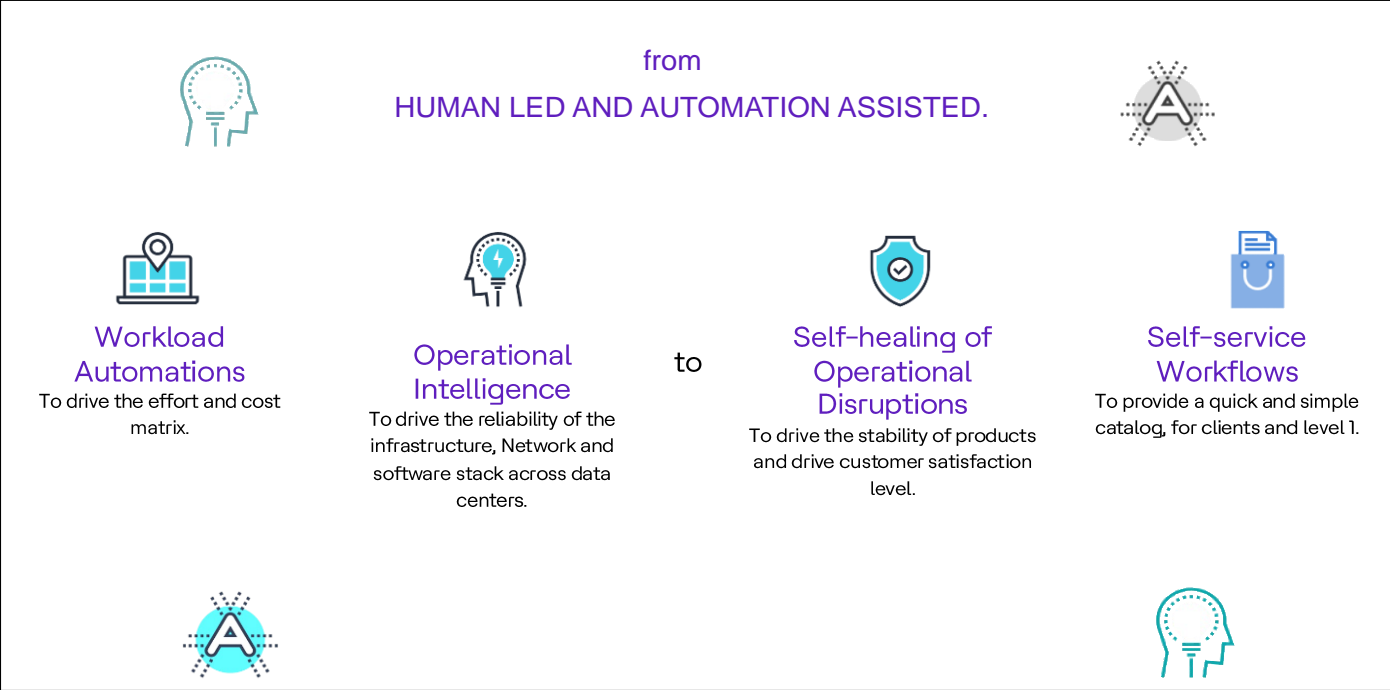 from
HUMAN LED AND AUTOMATION ASSISTED.
Workload
Automations
To drive the effort and cost
matrix.
Operational
Intelligence
To drive the reliability of the
infrastructure, Network and
software stack across data
centers.
to
Self-healing of
Operational
Disruptions
To drive the stability of products
and drive customer satisfaction
level.
Self-service
Workflows
To provide a quick and simple
catalog, for clients and level 1.
A
A